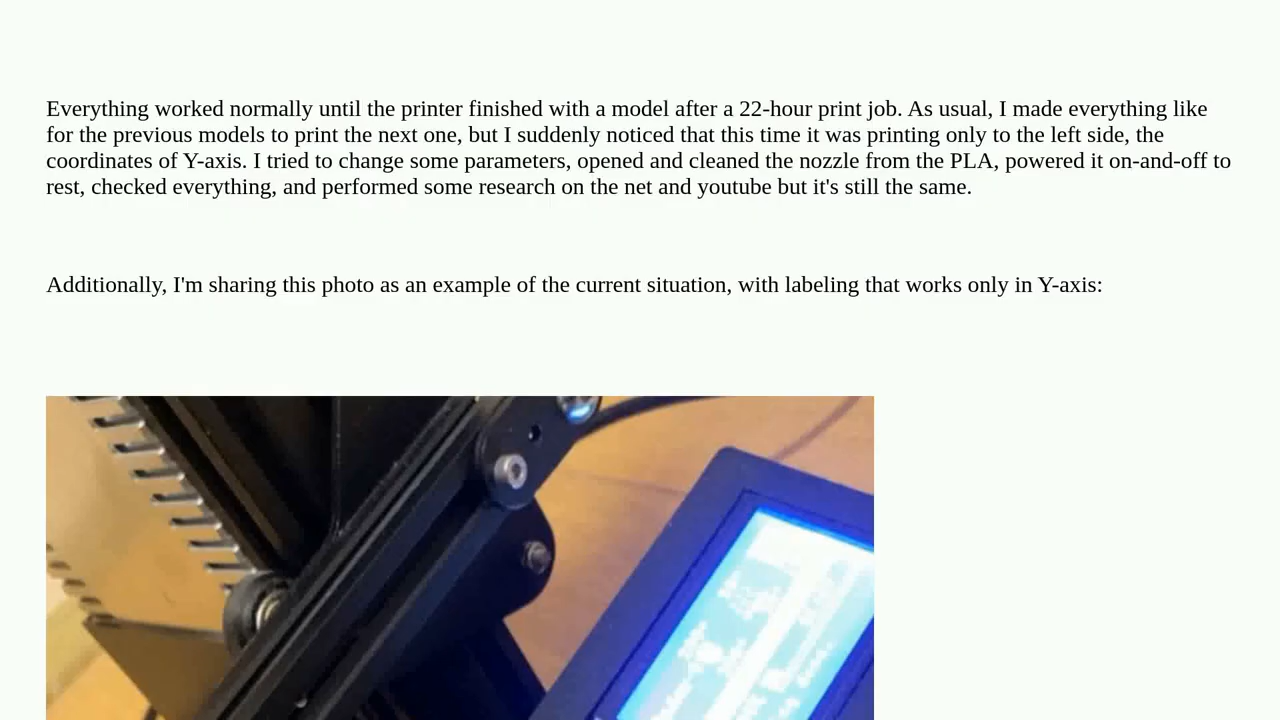 Everything worked normally until the printer finished with a model after a 22-hour print job. As usual, I made everything like
for the previous models to print the next one, but I suddenly noticed that this time it was printing only to the left side, the
coordinates of Y-axis. I tried to change some parameters, opened and cleaned the nozzle from the PLA, powered it on-and-off to
rest, checked everything, and performed some research on the net and youtube but it's still the same.
Additionally, I'm sharing this photo as an example of the current situation, with labeling that works only in Y-axis: